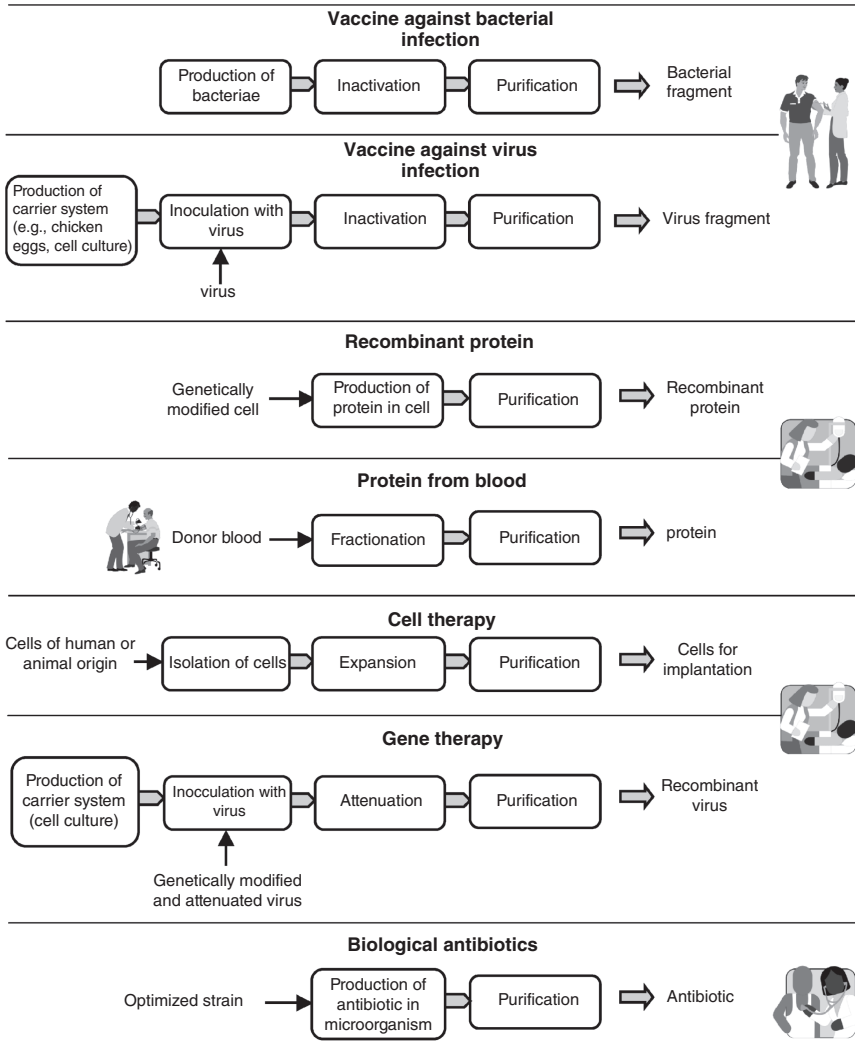 Vaccine against bacterial
infection
Production of
bacteriae
Inactivation
Purification
Bacterial
fragment
Vaccine against virus
infection
Production of
carrier system
(e.g., chicken
eggs, cell culture)
Inoculation with
virus
Inactivation
Purification
Virus fragment
virus
Recombinant protein
Genetically
modified cell
Production of
protein in cell
Purification
Recombinant
protein
Protein from blood
Donor blood
Fractionation
Purification
protein
Cell therapy
Cells of human or
animal origin
Isolation of cells
Expansion
Purification
Cells for
implantation
Gene therapy
Production of
carrier system
(cell culture)
Inocculation with
virus
Attenuation
Purification
Recombinant
virus
Genetically modified
and attenuated virus
Biological antibiotics
Optimized strain
Production of
antibiotic in
microorganism
Purification
Antibiotic